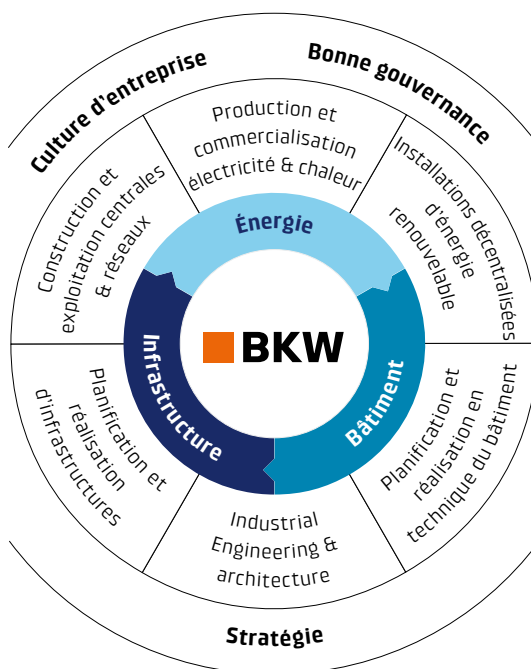 Culture d'entreprise
Bonne gouvernance
Production et
commercialisation
électricité & chaleur
Construction et
exploitation centrales
& réseaux
Installations décentralisées
d'énergie
renouvelable
Énergie
BKW
Infrastructure
Bâtiment
Planification et
réalisation
d'infrastructures
Planification et
réalisation en
technique du bâtiment
Industrial
Engineering &
architecture
Stratégie